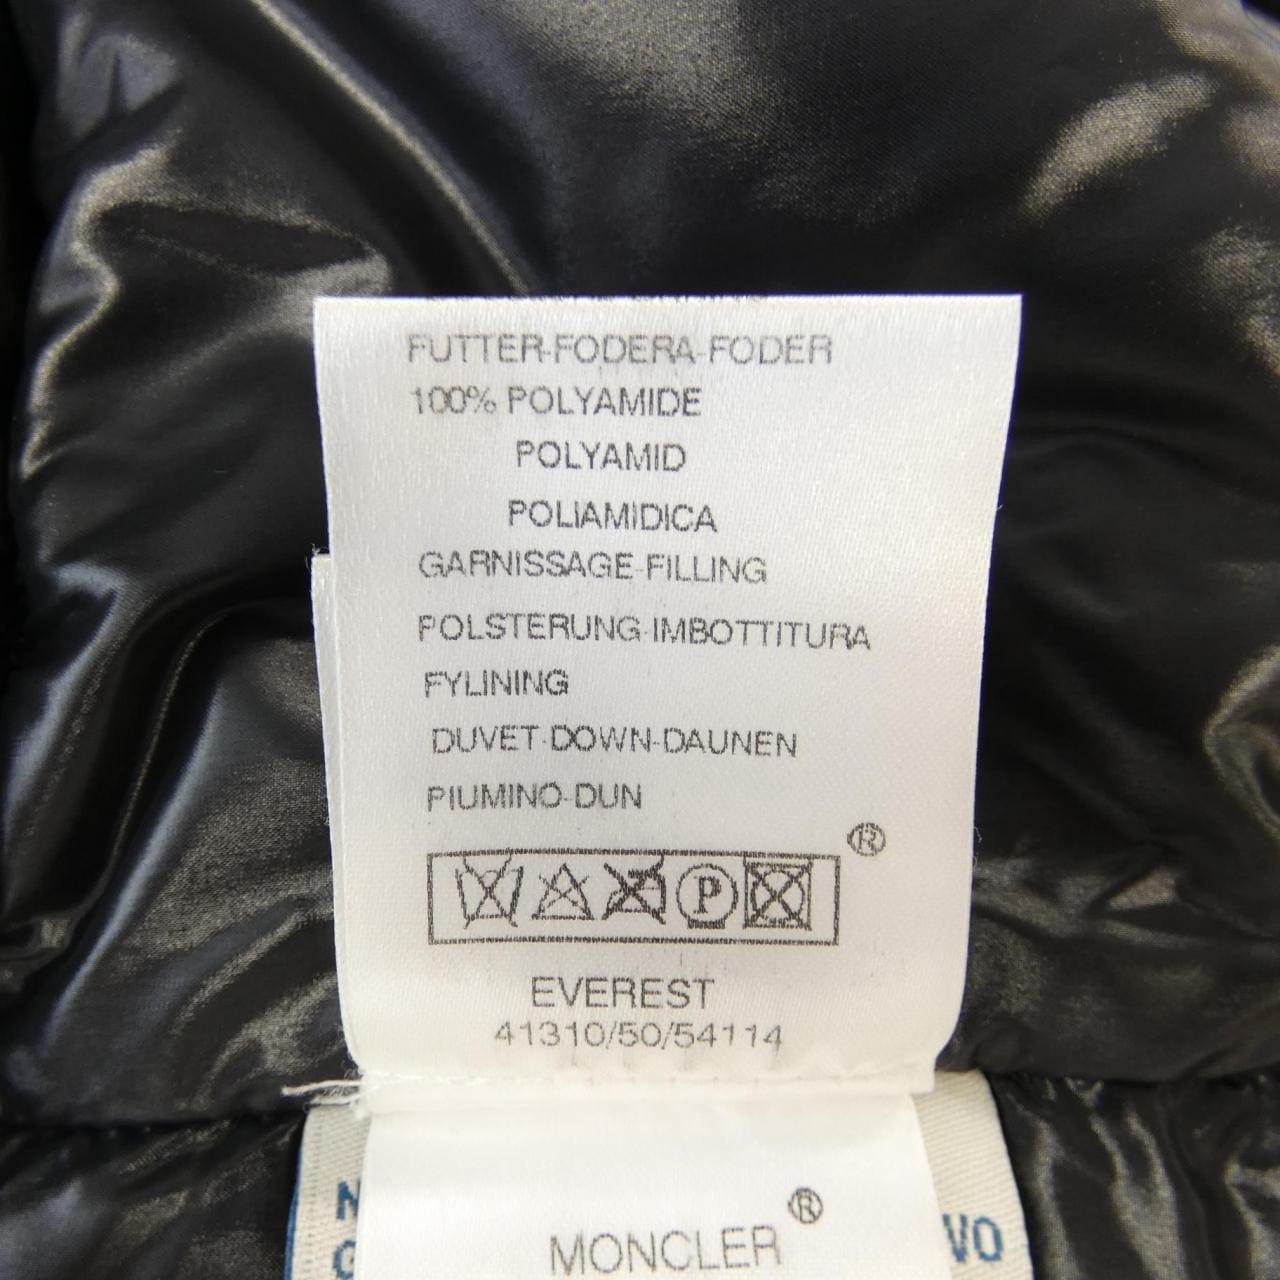 FUTTER-FODERA-FODER
100% POLYAMIDE
POLYAMID
POLIAMIDICA
GARNISSAGE-FILLING
POLSTERUNG-IMBOTTITURA
FYLINING
DUVET-DOWN-DAUNEN
PIUMINO-DUN
®
P
EVEREST
41310/50/54114
MONCLER®
VO